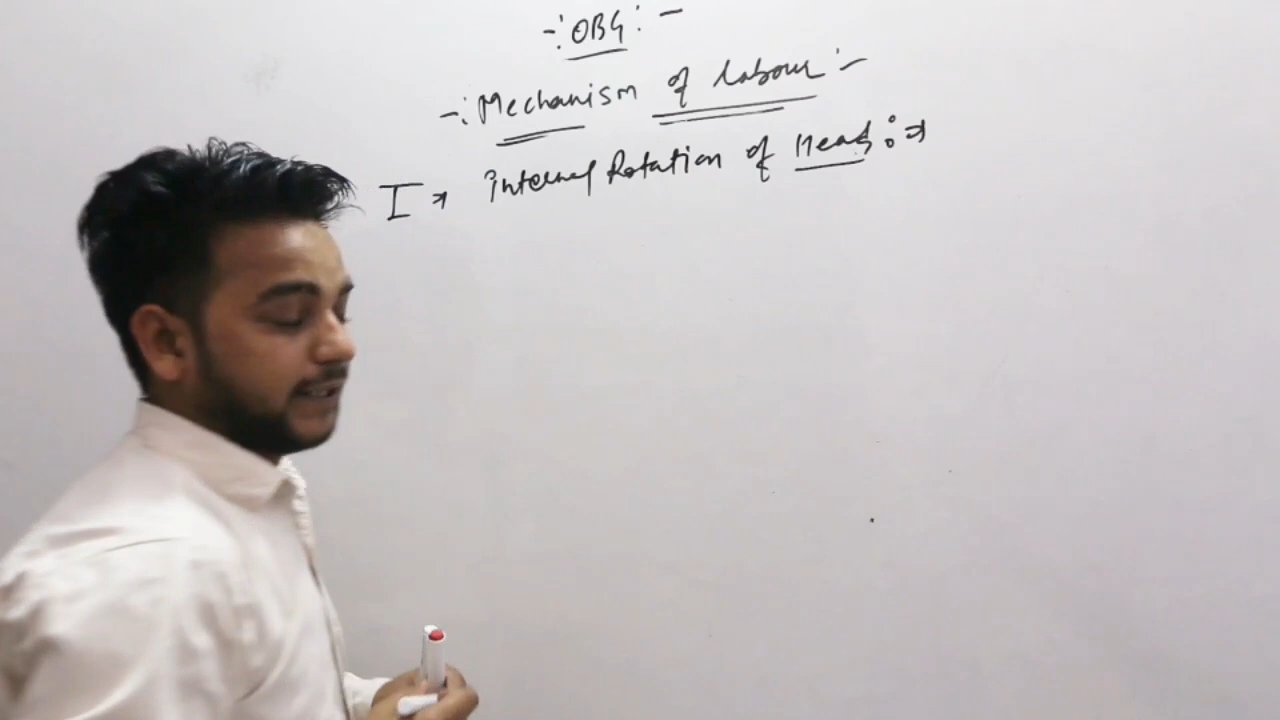 -: OBG :-
-: Mechanism of labour :-
I → internal Rotation of Head :→